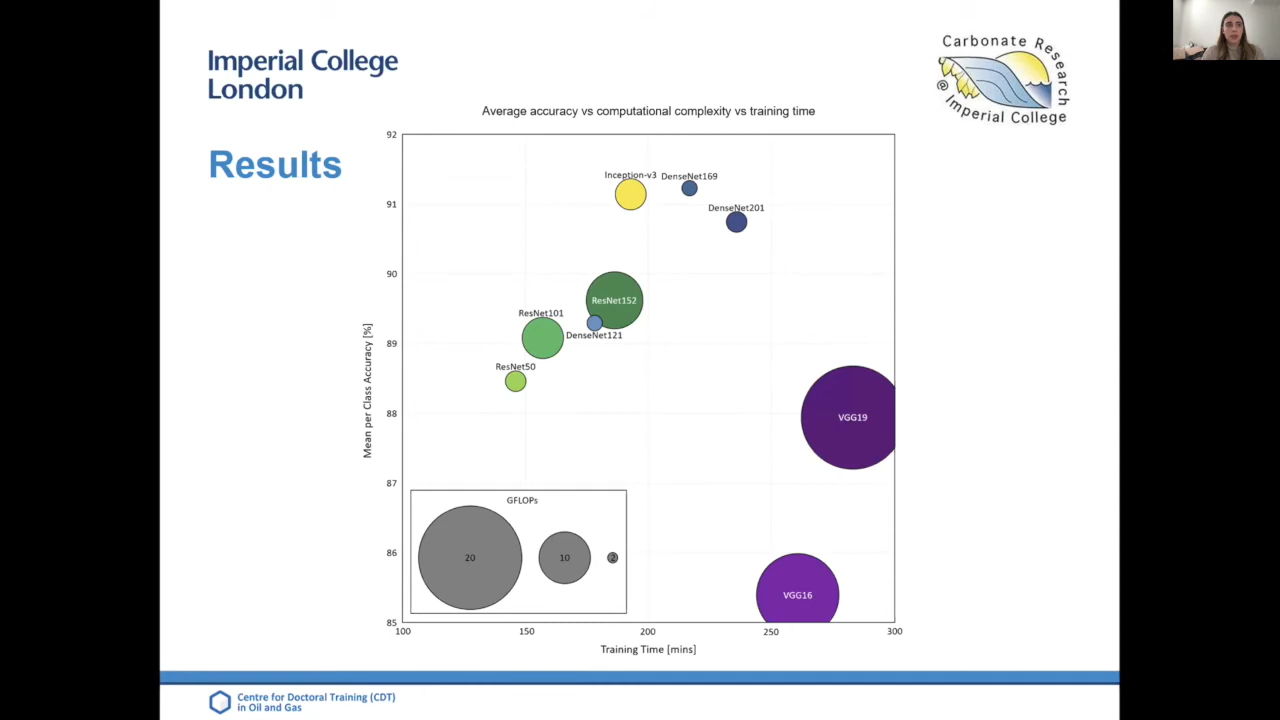 Imperial College
London
Carbonate Research
@ Imperial College
Results
Average accuracy vs computational complexity vs training time
Mean per Class Accuracy [%]
92
91
90
89
88
87
86
85
Inception-v3
DenseNet169
DenseNet201
ResNet152
ResNet101
DenseNet121
ResNet50
VGG19
VGG16
GFLOPs
20
10
2
100
150
200
250
300
Training Time [mins]
Centre for Doctoral Training (CDT)
in Oil and Gas